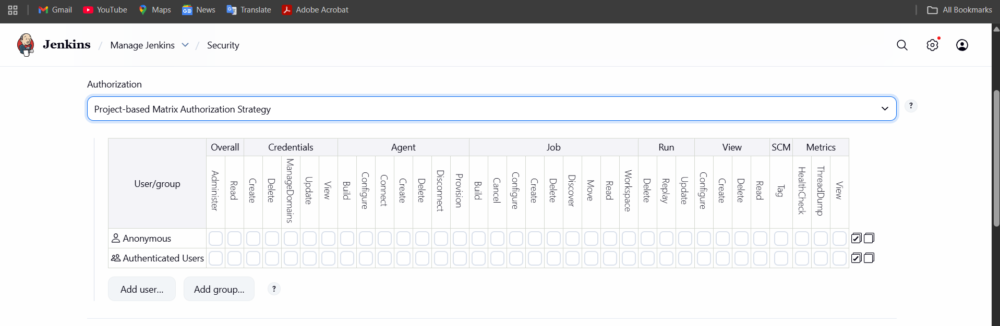 Gmail YouTube Maps News Translate Adobe Acrobat All Bookmarks
Jenkins / Manage Jenkins / Security
Authorization
Project-based Matrix Authorization Strategy ?
User/group Overall Credentials Agent Job Run View SCM Metrics
Administer Read Create Delete ManageDomains Update View Build Configure Connect Create Delete Disconnect Provision Build Cancel Configure Create Delete Discover Move Read Workspace Delete Replay Update Configure Create Delete Read Tag HealthCheck ThreadDump View
Anonymous
Authenticated Users
Add user... Add group... ?